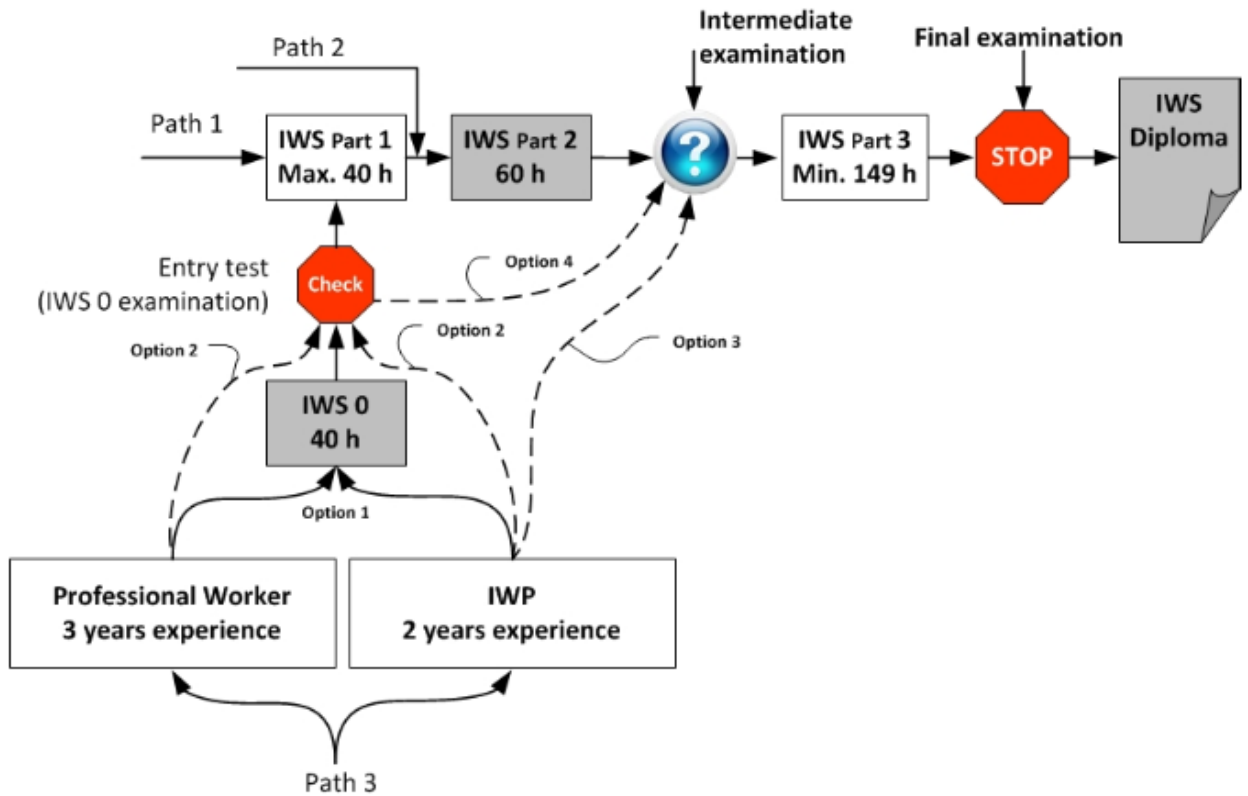 Intermediate
examination
Final examination
Path 2
Path 1
IWS Part 1
Max. 40 h
IWS Part 2
60 h
?
IWS Part 3
Min. 149 h
STOP
IWS
Diploma
Entry test
(IWS 0 examination)
Check
Option 4
Option 2
Option 2
Option 3
IWS 0
40 h
Option 1
Professional Worker
3 years experience
IWP
2 years experience
Path 3